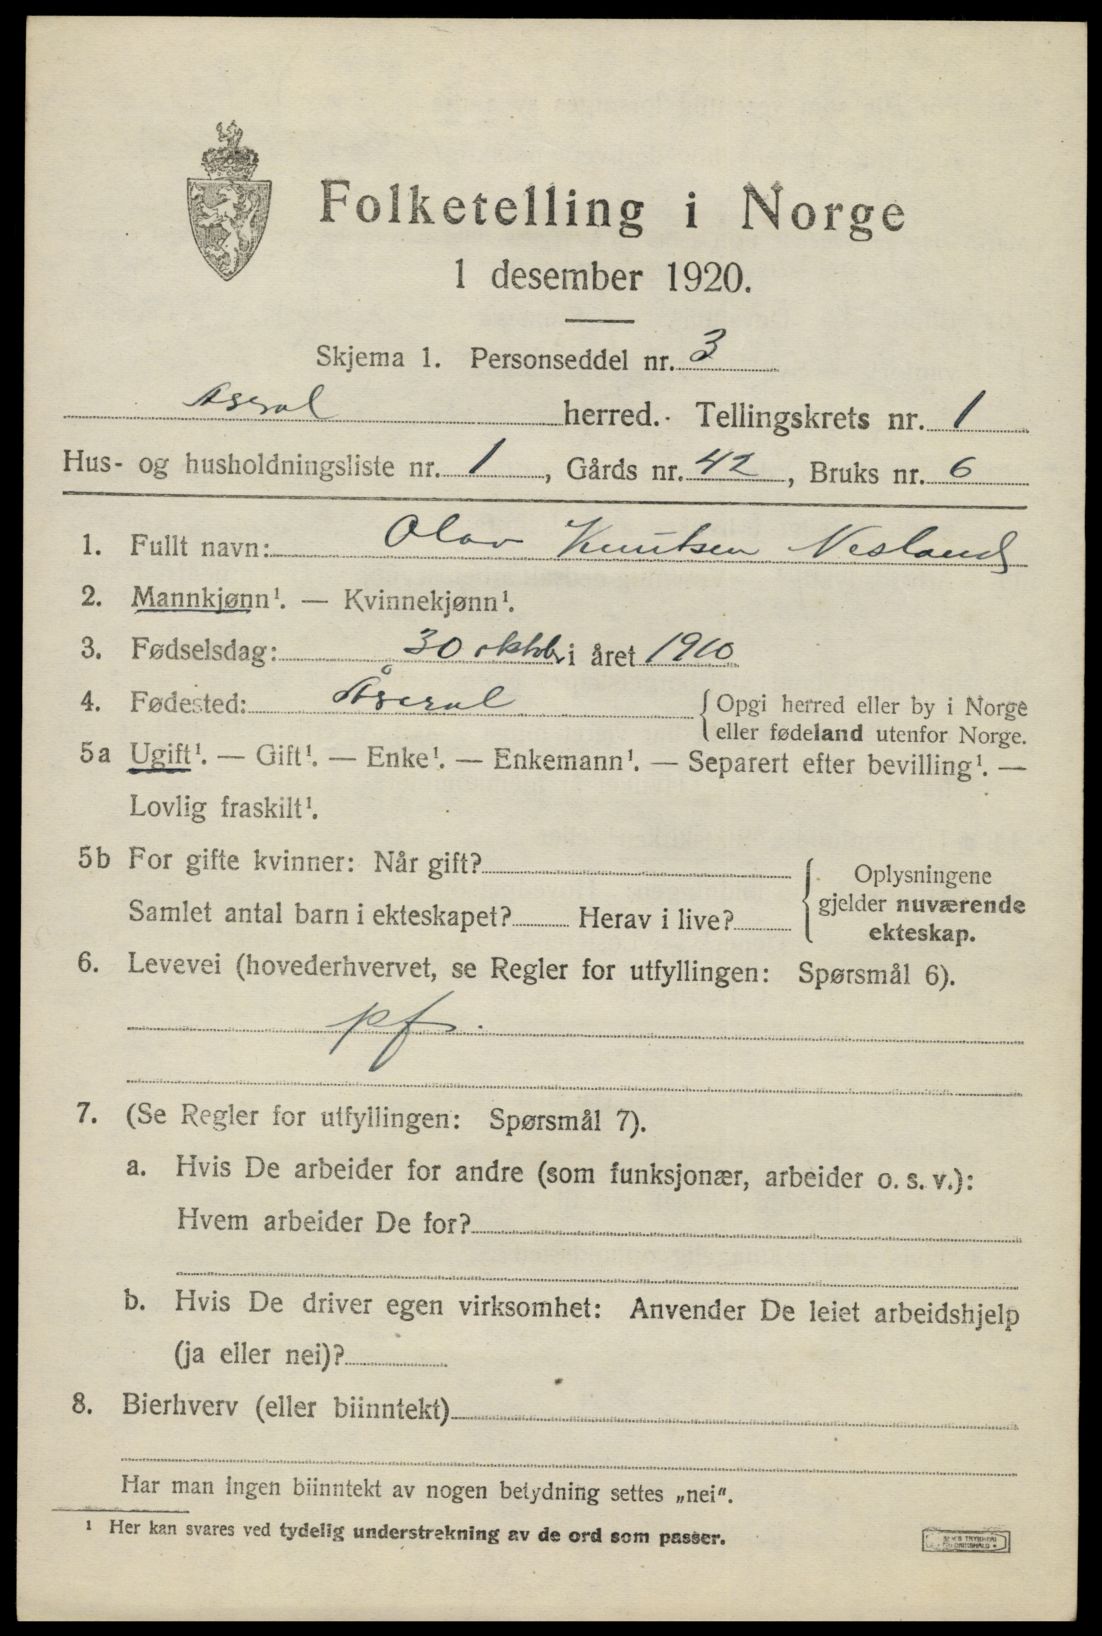 Folketelling i Norge
1 desember 1920.
Skjema 1. Personseddel nr. 3
Aseral herred. Tellingskrets nr. 1
Hus- og husholdningsliste nr. 1, Gårds nr. 42, Bruks nr. 6
1. Fullt navn: Olav Knutsen Nesland
2. Mannkjønn¹. — Kvinnekjønn¹.
3. Fødselsdag: 30 oktob i året 1910
4. Fødested: Åseral { Opgi herred eller by i Norge
eller fødeland utenfor Norge.
5a Ugift¹. — Gift¹. — Enke¹. — Enkemann¹. — Separert efter bevilling¹. —
Lovlig fraskilt¹.
5b For gifte kvinner: Når gift?
Samlet antal barn i ekteskapet? Herav i live?
Oplysningene
gjelder nuværende
ekteskap.
6. Levevei (hovederhvervet, se Regler for utfyllingen: Spørsmål 6).
pf.
7. (Se Regler for utfyllingen: Spørsmål 7).
a. Hvis De arbeider for andre (som funksjonær, arbeider o. s. v.):
Hvem arbeider De for?
b. Hvis De driver egen virksomhet: Anvender De leiet arbeidshjelp
(ja eller nei)?
8. Bierhverv (eller biinntekt)
Har man ingen biinntekt av nogen betydning settes „nei".
¹ Her kan svares ved tydelig understrekning av de ord som passer.